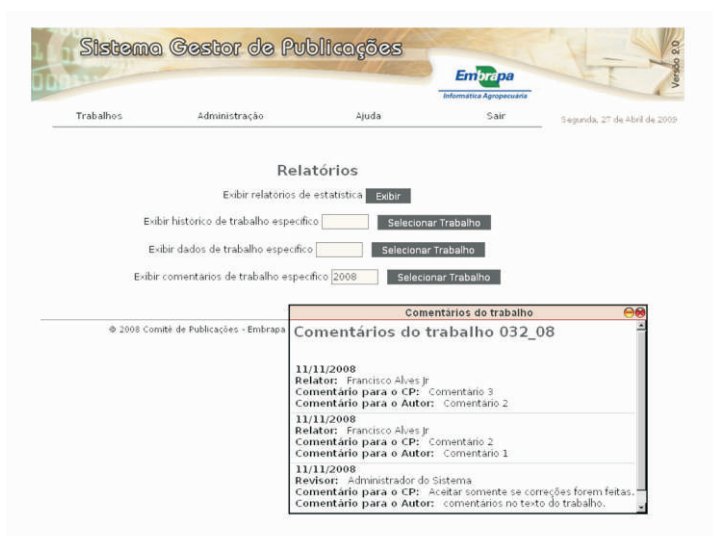 Sistema Gestor de Publicações
Versão 2.0
Embrapa
Informática Agropecuária
Trabalhos Administração Ajuda Sair
Segunda, 27 de Abril de 2009
Relatórios
Exibir relatórios de estatística Exibir
Exibir histórico de trabalho específico Selecionar Trabalho
Exibir dados de trabalho específico Selecionar Trabalho
Exibir comentários de trabalho específico 2008 Selecionar Trabalho
© 2008 Comitê de Publicações - Embrapa
Comentários do trabalho
Comentários do trabalho 032_08
11/11/2008
Relator: Francisco Alves Jr
Comentário para o CP: Comentário 3
Comentário para o Autor: Comentário 2
11/11/2008
Relator: Francisco Alves Jr
Comentário para o CP: Comentário 2
Comentário para o Autor: Comentário 1
11/11/2008
Revisor: Administrador do Sistema
Comentário para o CP: Aceitar somente se correções forem feitas.
Comentário para o Autor: comentários no texto do trabalho.